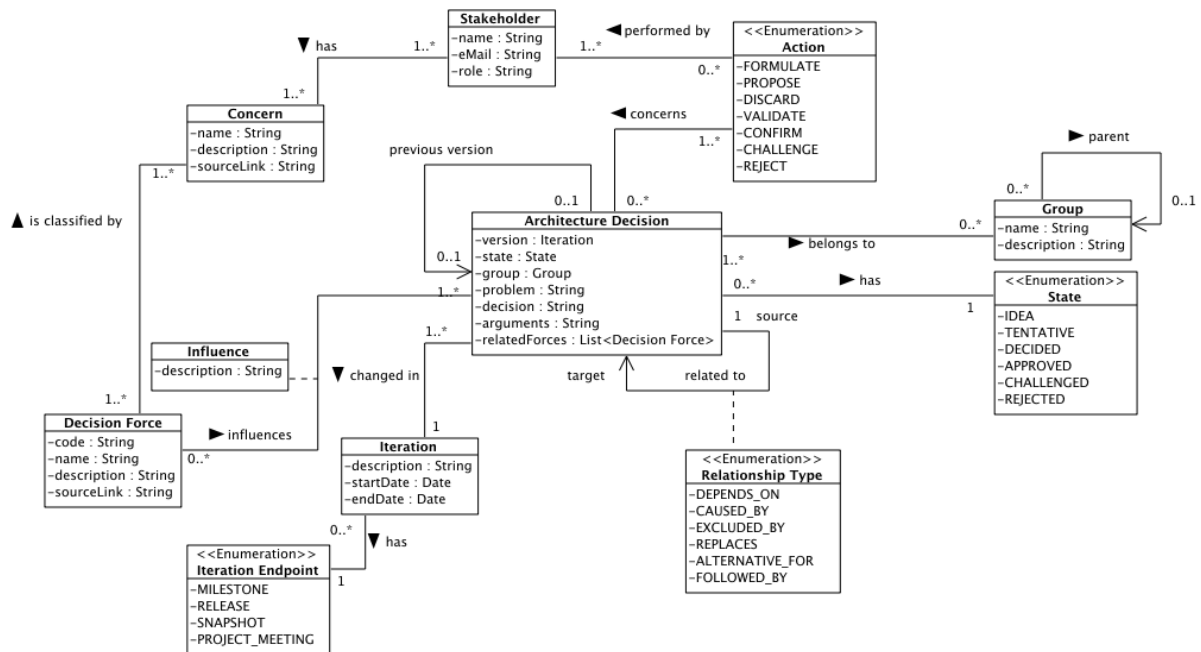 Stakeholder
-name : String
-eMail : String
-role : String
<<Enumeration>>
Action
-FORMULATE
-PROPOSE
-DISCARD
-VALIDATE
-CONFIRM
-CHALLENGE
-REJECT
▼ has
1..*
1..*
◀ performed by
1..*
0..*
◀ concerns
1..*
0..*
Concern
-name : String
-description : String
-sourceLink : String
1..*
▲ is classified by
1..*
previous version
0..1
0..1
▶ parent
0..*
0..1
Group
-name : String
-description : String
Architecture Decision
-version : Iteration
-state : State
-group : Group
-problem : String
-decision : String
-arguments : String
-relatedForces : List<Decision Force>
0..*
▶ belongs to
1..*
0..*
▶ has
1
<<Enumeration>>
State
-IDEA
-TENTATIVE
-DECIDED
-APPROVED
-CHALLENGED
-REJECTED
1 source
target
related to
Influence
-description : String
1..*
1..*
▼ changed in
1
Decision Force
-code : String
-name : String
-description : String
-sourceLink : String
▶ influences
0..*
Iteration
-description : String
-startDate : Date
-endDate : Date
<<Enumeration>>
Relationship Type
-DEPENDS_ON
-CAUSED_BY
-EXCLUDED_BY
-REPLACES
-ALTERNATIVE_FOR
-FOLLOWED_BY
0..*
▼ has
1
<<Enumeration>>
Iteration Endpoint
-MILESTONE
-RELEASE
-SNAPSHOT
-PROJECT_MEETING